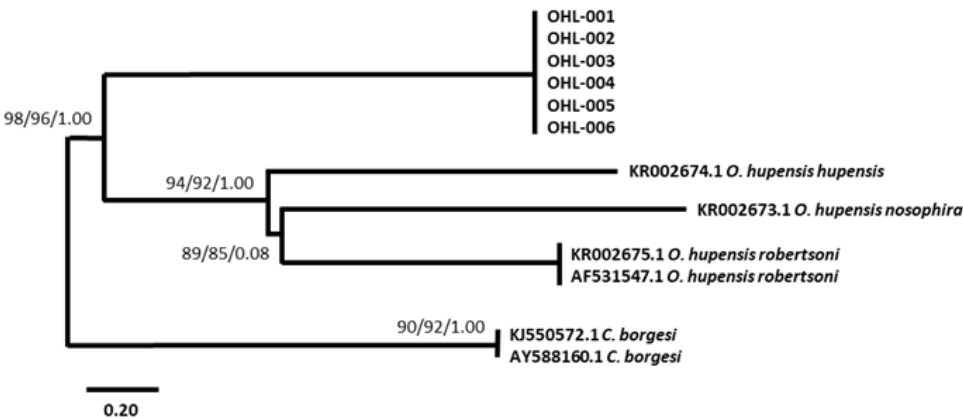 OHL-001
OHL-002
OHL-003
OHL-004
OHL-005
OHL-006
98/96/1.00
KR002674.1 O. hupensis hupensis
94/92/1.00
KR002673.1 O. hupensis nosophira
89/85/0.08
KR002675.1 O. hupensis robertsoni
AF531547.1 O. hupensis robertsoni
90/92/1.00
KJ550572.1 C. borgesi
AY588160.1 C. borgesi
0.20